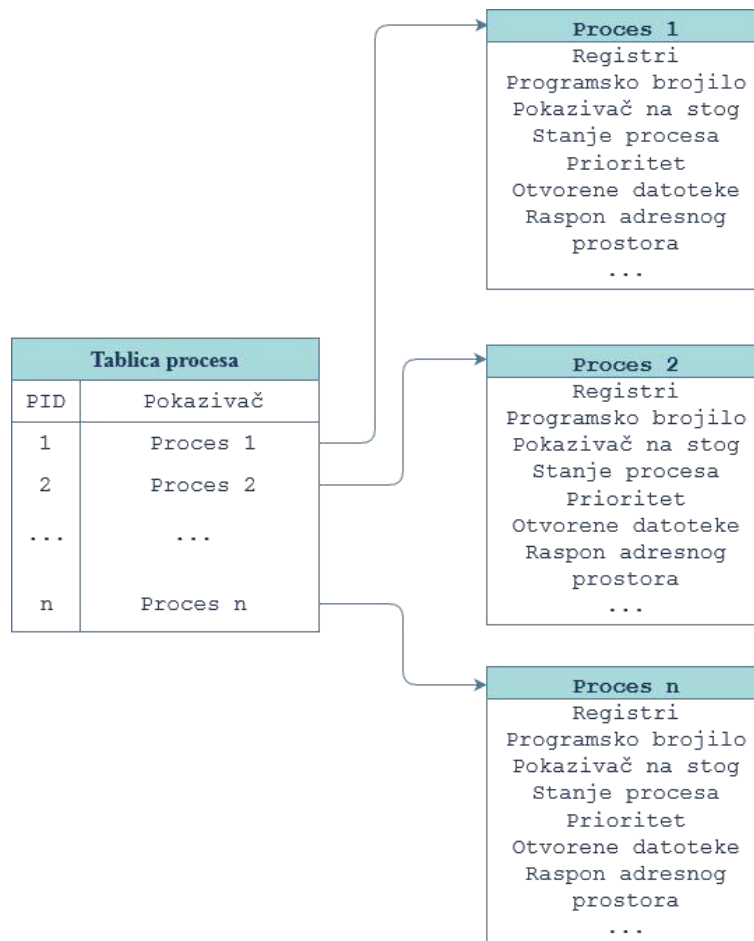 Proces 1
Registri
Programsko brojilo
Pokazivač na stog
Stanje procesa
Prioritet
Otvorene datoteke
Raspon adresnog
prostora
...
Tablica procesa
PID Pokazivač
1 Proces 1
2 Proces 2
... ...
n Proces n
Proces 2
Registri
Programsko brojilo
Pokazivač na stog
Stanje procesa
Prioritet
Otvorene datoteke
Raspon adresnog
prostora
...
Proces n
Registri
Programsko brojilo
Pokazivač na stog
Stanje procesa
Prioritet
Otvorene datoteke
Raspon adresnog
prostora
...